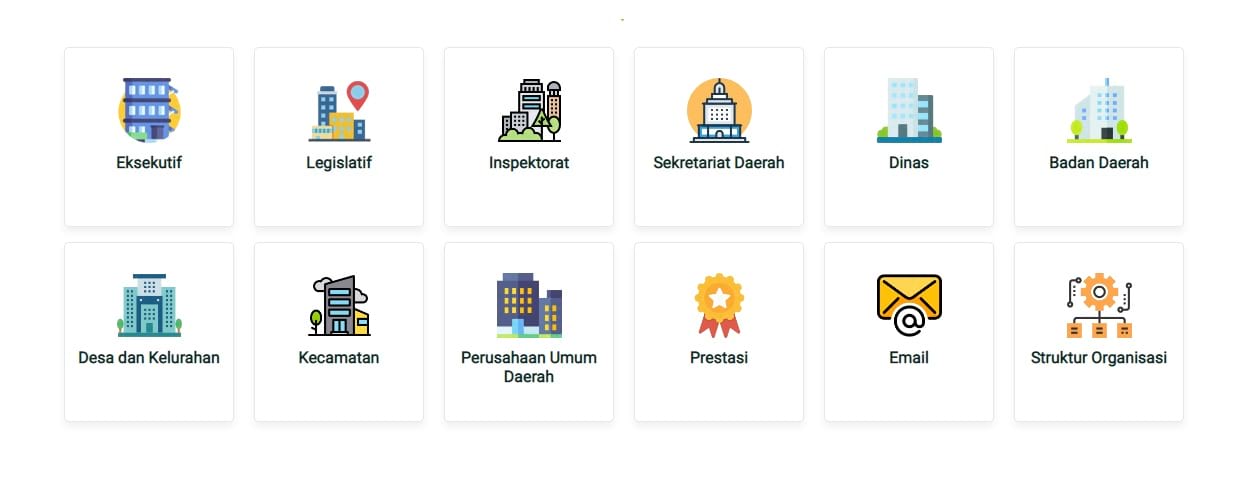 Eksekutif
Legislatif
Inspektorat
Sekretariat Daerah
Dinas
Badan Daerah
Desa dan Kelurahan
Kecamatan
Perusahaan Umum
Daerah
Prestasi
Email
Struktur Organisasi